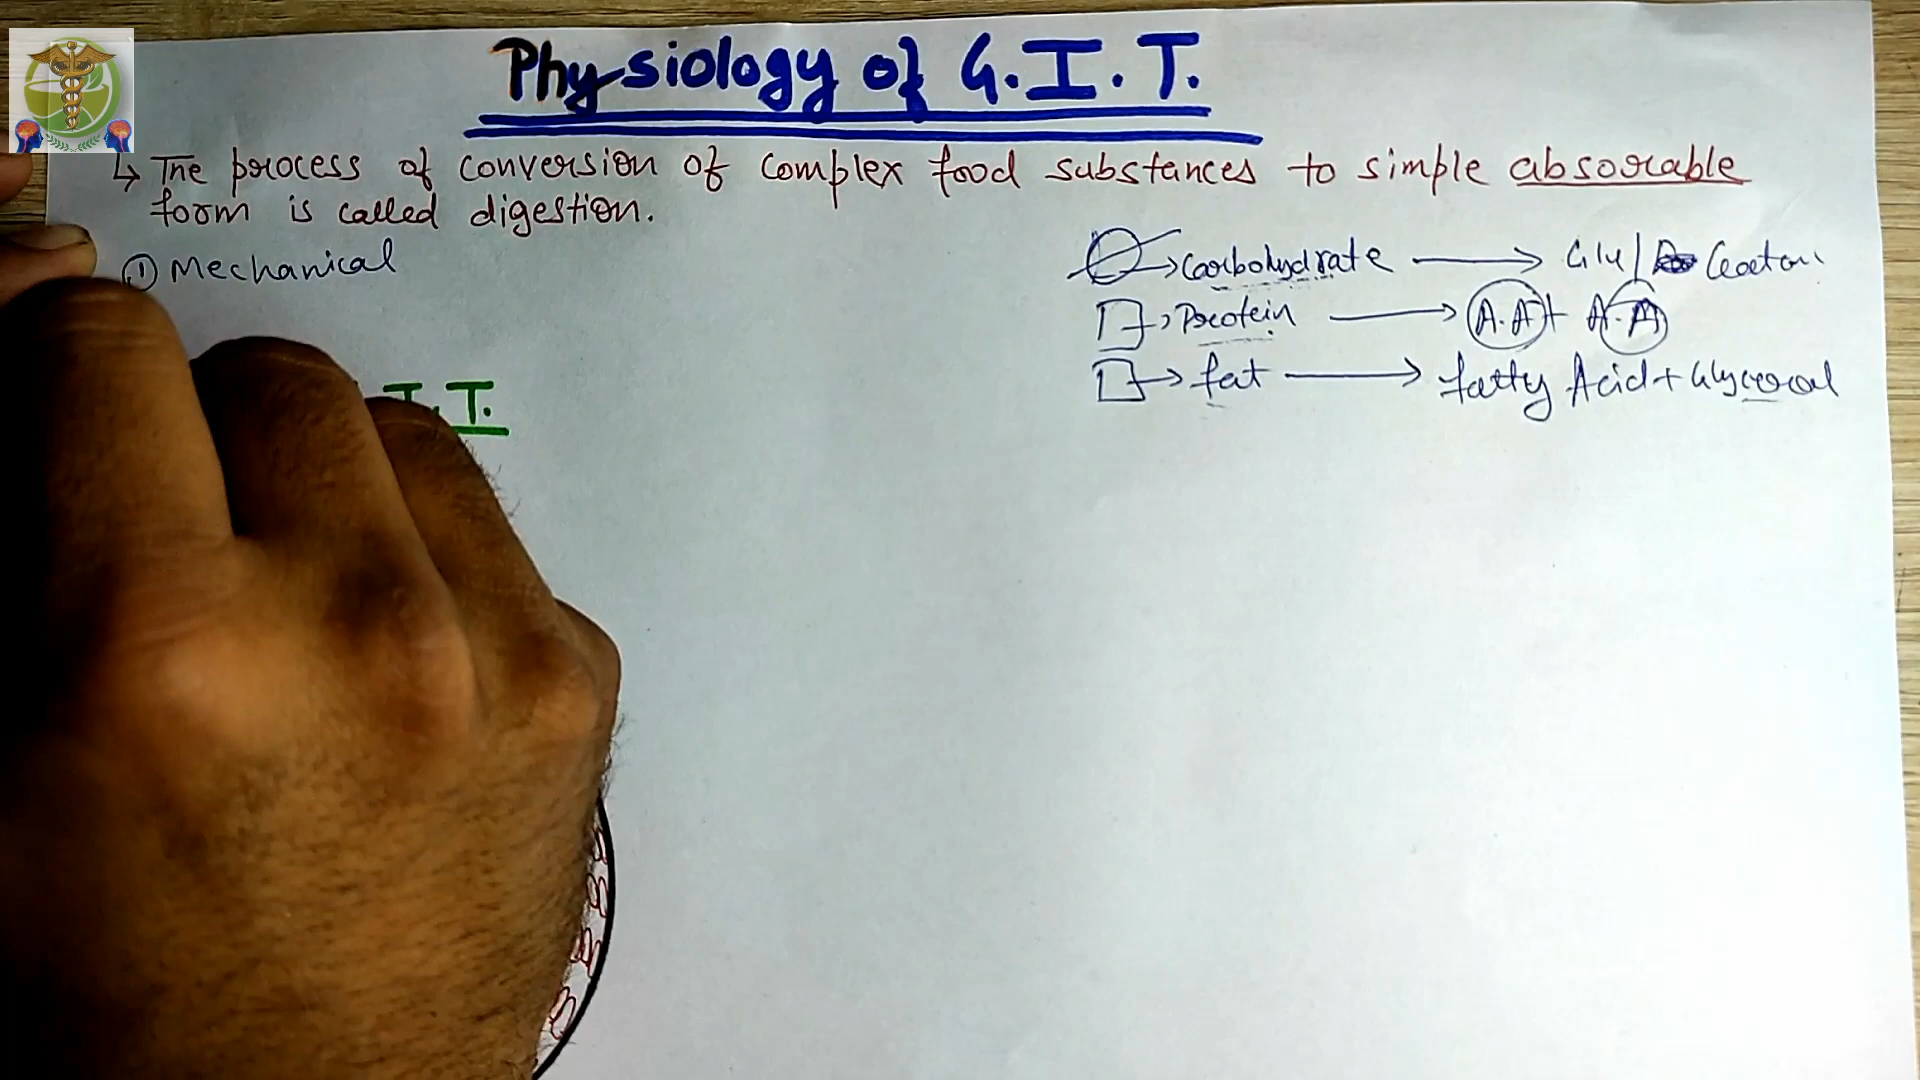 Physiology of G.I.T.
↳ The process of conversion of complex food substances to simple absorable
form is called digestion.
① Mechanical
→ Carbohydrate → Glu/
→ Protein → A.A + A.A
→ fat → fatty Acid + Glycerol
I.T.